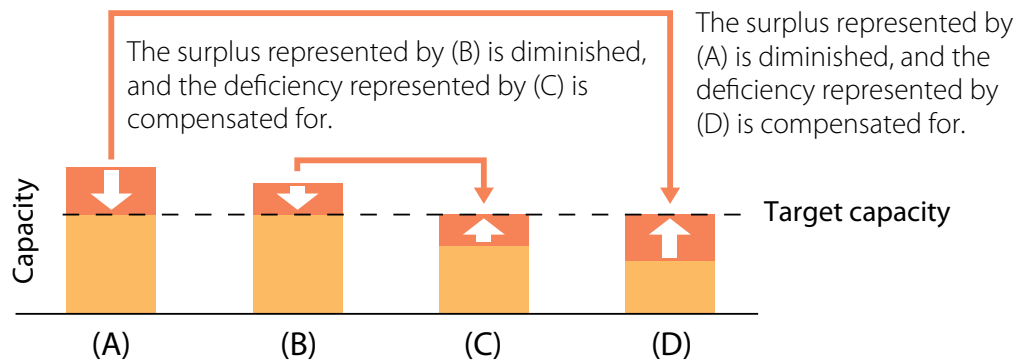 The surplus represented by (B) is diminished,
and the deficiency represented by (C) is
compensated for.
The surplus represented by
(A) is diminished, and the
deficiency represented by
(D) is compensated for.
Capacity
Target capacity
(A)
(B)
(C)
(D)